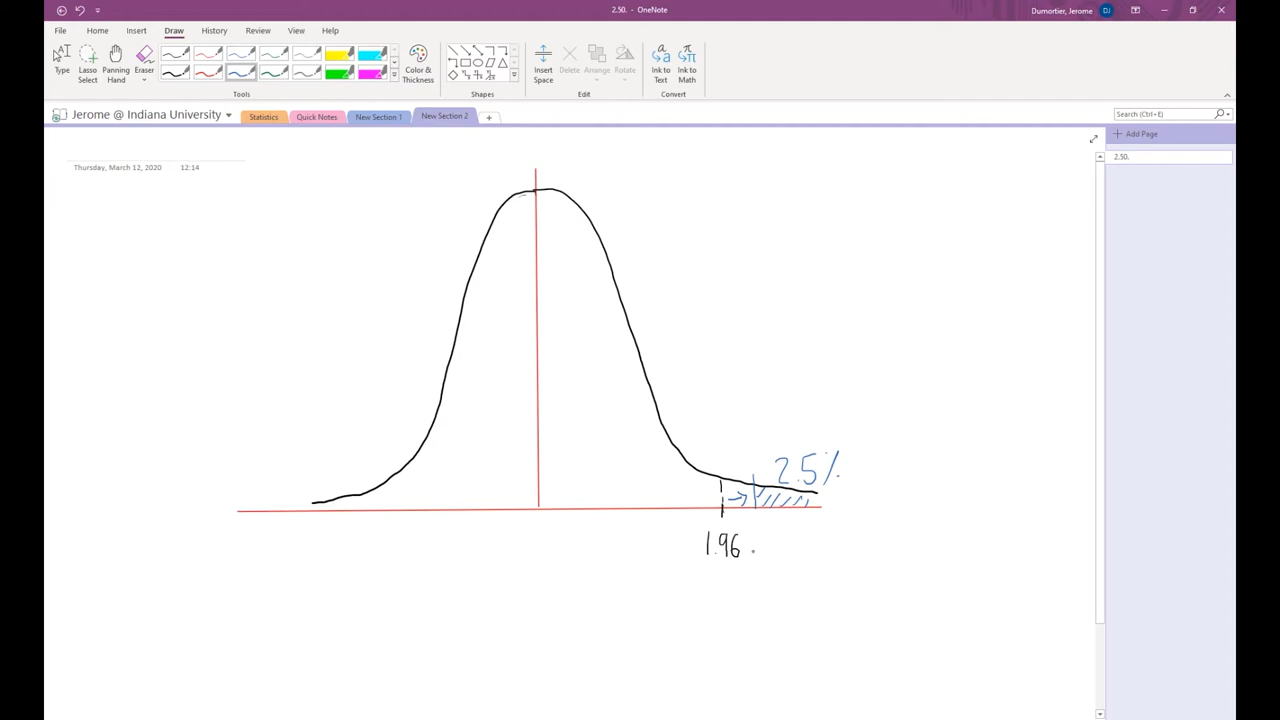 2.50. - OneNote
Dumortier, Jerome DJ
File Home Insert Draw History Review View Help
Type Lasso Select Panning Hand Eraser Color & Thickness Insert Space Delete Arrange Rotate Ink to Text Ink to Math
Tools Shapes Edit Convert
Jerome @ Indiana University Statistics Quick Notes New Section 1 New Section 2 Search (Ctrl+E)
Add Page
2.50.
Thursday, March 12, 2020 12:14
2.5%
1.96